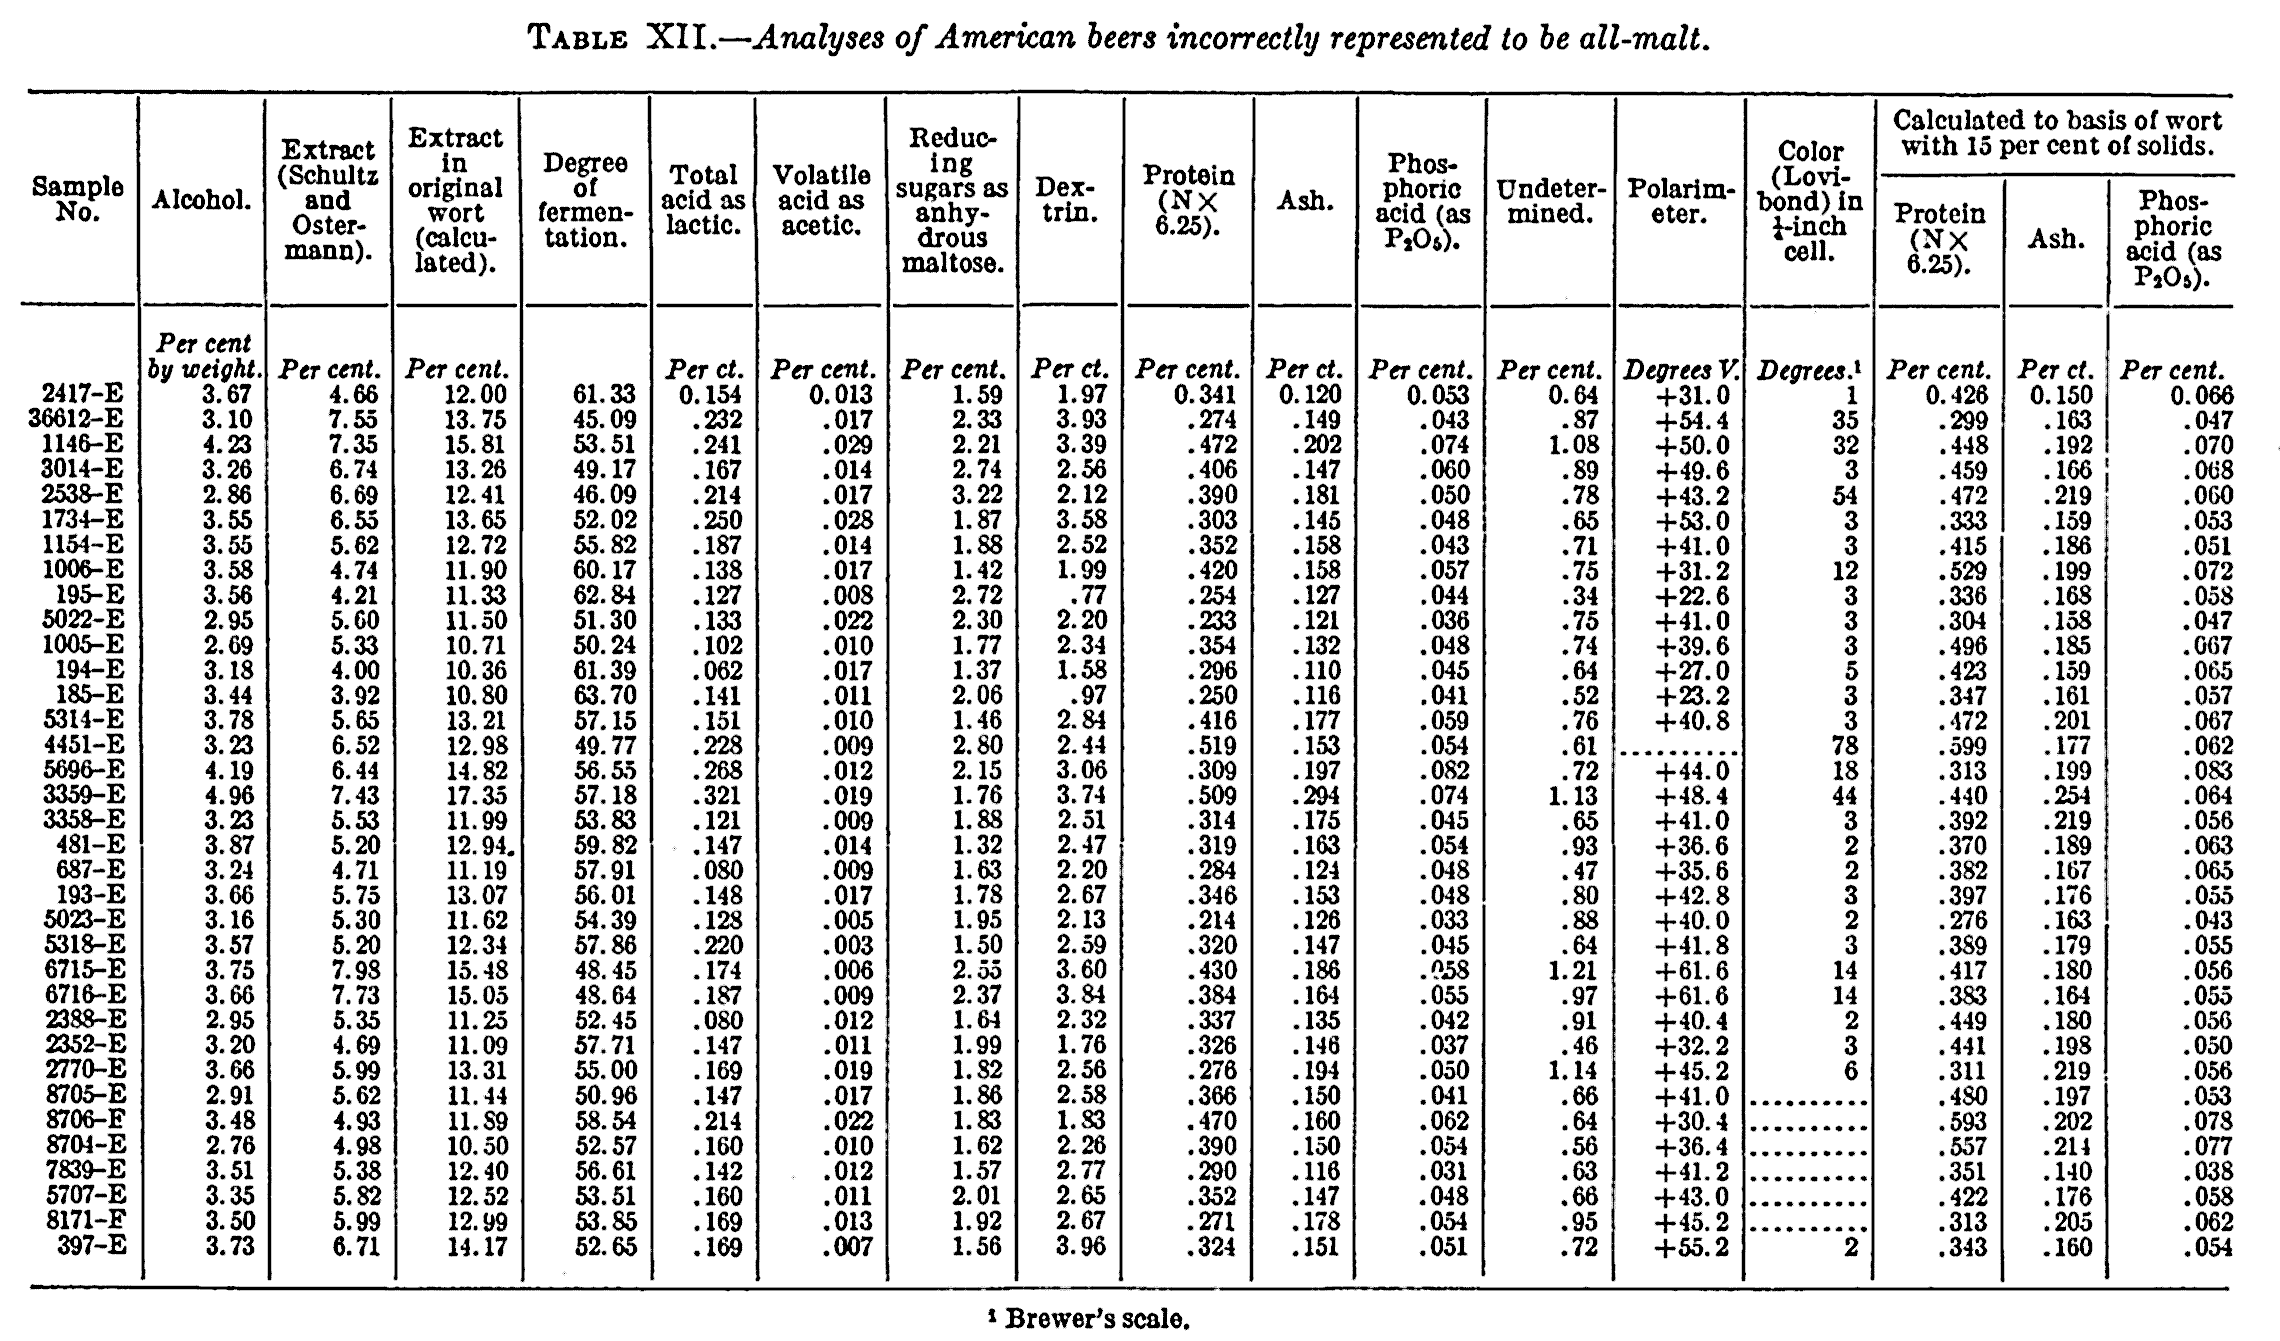 TABLE XII.—Analyses of American beers incorrectly represented to be all-malt.
Sample No. | Alcohol. | Extract (Schultz and Ostermann). | Extract in original wort (calculated). | Degree of fermentation. | Total acid as lactic. | Volatile acid as acetic. | Reducing sugars as anhydrous maltose. | Dextrin. | Protein (N× 6.25). | Ash. | Phosphoric acid (as P₂O₅). | Undetermined. | Polarimeter. | Color (Lovibond) in ¼-inch cell. | Calculated to basis of wort with 15 per cent of solids. Protein (N× 6.25). | Ash. | Phosphoric acid (as P₂O₅).
Per cent by weight. | Per cent. | Per cent. | Per ct. | Per cent. | Per cent. | Per ct. | Per cent. | Per ct. | Per cent. | Per cent. | Degrees V. | Degrees.¹ | Per cent. | Per ct. | Per cent.
2417-E 3.67 4.66 12.00 61.33 0.154 0.013 1.59 1.97 0.341 0.120 0.053 0.64 +31.0 1 0.426 0.150 0.066
36612-E 3.10 7.55 13.75 45.09 .232 .017 2.33 3.93 .274 .149 .043 .87 +54.4 35 .299 .163 .047
1146-E 4.23 7.35 15.81 53.51 .241 .029 2.21 3.39 .472 .202 .074 1.08 +50.0 32 .448 .192 .070
3014-E 3.26 6.74 13.26 49.17 .167 .014 2.74 2.56 .406 .147 .060 .89 +49.6 3 .459 .166 .068
2538-E 2.86 6.69 12.41 46.09 .214 .017 3.22 2.12 .390 .181 .050 .78 +43.2 54 .472 .219 .060
1734-E 3.55 6.55 13.65 52.02 .250 .028 1.87 3.58 .303 .145 .048 .65 +53.0 3 .333 .159 .053
1154-E 3.55 5.62 12.72 55.82 .187 .014 1.88 2.52 .352 .158 .043 .71 +41.0 3 .415 .186 .051
1006-E 3.58 4.74 11.90 60.17 .138 .017 1.42 1.99 .420 .158 .057 .75 +31.2 12 .529 .199 .072
195-E 3.56 4.21 11.33 62.84 .127 .008 2.72 .77 .254 .127 .044 .34 +22.6 3 .336 .168 .058
5022-E 2.95 5.60 11.50 51.30 .133 .022 2.30 2.20 .233 .121 .036 .75 +41.0 3 .304 .158 .047
1005-E 2.69 5.33 10.71 50.24 .102 .010 1.77 2.34 .354 .132 .048 .74 +39.6 3 .496 .185 .067
194-E 3.18 4.00 10.36 61.39 .062 .017 1.37 1.58 .296 .110 .045 .64 +27.0 5 .423 .159 .065
185-E 3.44 3.92 10.80 63.70 .141 .011 2.06 .97 .250 .116 .041 .52 +23.2 3 .347 .161 .057
5314-E 3.78 5.65 13.21 57.15 .151 .010 1.46 2.84 .416 .177 .059 .76 +40.8 3 .472 .201 .067
4451-E 3.23 6.52 12.98 49.77 .228 .009 2.80 2.44 .519 .153 .054 .61 .......... 78 .599 .177 .062
5696-E 4.19 6.44 14.82 56.55 .268 .012 2.15 3.06 .309 .197 .082 .72 +44.0 18 .313 .199 .083
3359-E 4.96 7.43 17.35 57.18 .321 .019 1.76 3.74 .509 .294 .074 1.13 +48.4 44 .440 .254 .064
3358-E 3.23 5.53 11.99 53.83 .121 .009 1.88 2.51 .314 .175 .045 .65 +41.0 3 .392 .219 .056
481-E 3.87 5.20 12.94. 59.82 .147 .014 1.32 2.47 .319 .163 .054 .93 +36.6 2 .370 .189 .063
687-E 3.24 4.71 11.19 57.91 .080 .009 1.63 2.20 .284 .124 .048 .47 +35.6 2 .382 .167 .065
193-E 3.66 5.75 13.07 56.01 .148 .017 1.78 2.67 .346 .153 .048 .80 +42.8 3 .397 .176 .055
5023-E 3.16 5.30 11.62 54.39 .128 .005 1.95 2.13 .214 .126 .033 .88 +40.0 2 .276 .163 .043
5318-E 3.57 5.20 12.34 57.86 .220 .003 1.50 2.59 .320 .147 .045 .64 +41.8 3 .389 .179 .055
6715-E 3.75 7.98 15.48 48.45 .174 .006 2.55 3.60 .430 .186 .058 1.21 +61.6 14 .417 .180 .056
6716-E 3.66 7.73 15.05 48.64 .187 .009 2.37 3.84 .384 .164 .055 .97 +61.6 14 .383 .164 .055
2388-E 2.95 5.35 11.25 52.45 .080 .012 1.64 2.32 .337 .135 .042 .91 +40.4 2 .449 .180 .056
2352-E 3.20 4.69 11.09 57.71 .147 .011 1.99 1.76 .326 .146 .037 .46 +32.2 3 .441 .198 .050
2770-E 3.66 5.99 13.31 55.00 .169 .019 1.82 2.56 .276 .194 .050 1.14 +45.2 6 .311 .219 .056
8705-E 2.91 5.62 11.44 50.96 .147 .017 1.86 2.58 .366 .150 .041 .66 +41.0 .......... .480 .197 .053
8706-F 3.48 4.93 11.89 58.54 .214 .022 1.83 1.83 .470 .160 .062 .64 +30.4 .......... .593 .202 .078
8704-E 2.76 4.98 10.50 52.57 .160 .010 1.62 2.26 .390 .150 .054 .56 +36.4 .......... .557 .214 .077
7839-E 3.51 5.38 12.40 56.61 .142 .012 1.57 2.77 .290 .116 .031 .63 +41.2 .......... .351 .140 .038
5707-E 3.35 5.82 12.52 53.51 .160 .011 2.01 2.65 .352 .147 .048 .66 +43.0 .......... .422 .176 .058
8171-F 3.50 5.99 12.99 53.85 .169 .013 1.92 2.67 .271 .178 .054 .95 +45.2 .......... .313 .205 .062
397-E 3.73 6.71 14.17 52.65 .169 .007 1.56 3.96 .324 .151 .051 .72 +55.2 2 .343 .160 .054
¹ Brewer's scale.